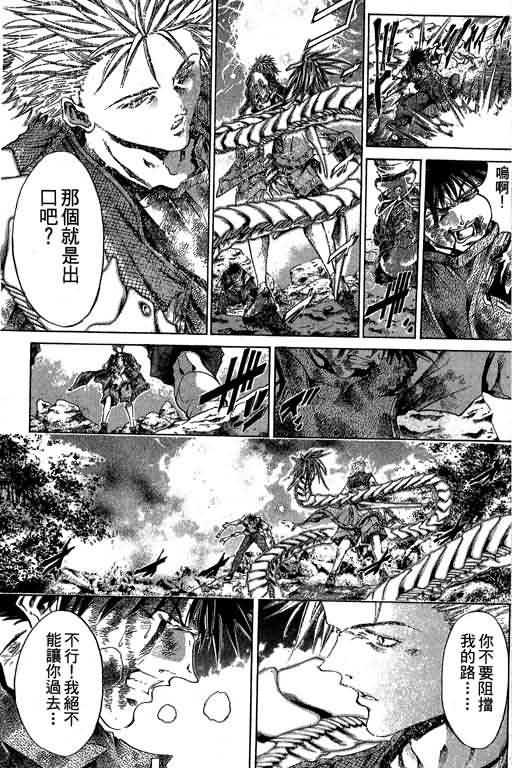 嗚！
那個就是出
口吧？
你不要阻擋
我的路……
不行！我絕不
能讓你過去…